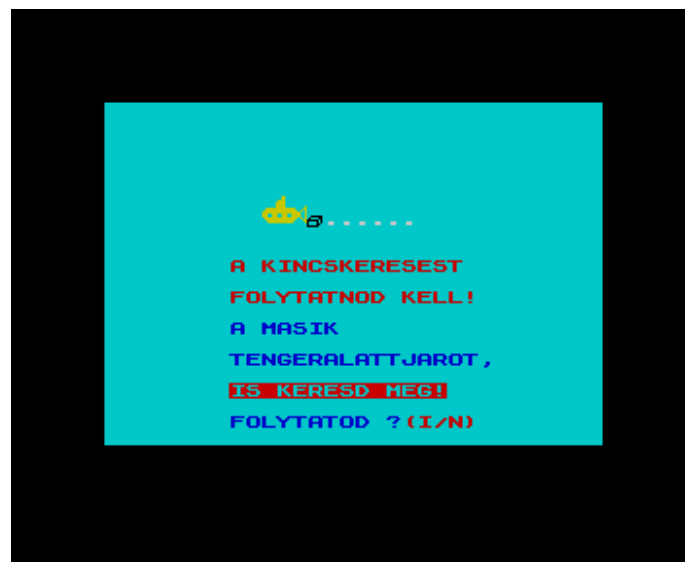 A KINCSKERESEST
FOLYTATNOD KELL!
A MASIK
TENGERALATTJAROT,
IS KERESD MEG!
FOLYTATOD ?(I/N)